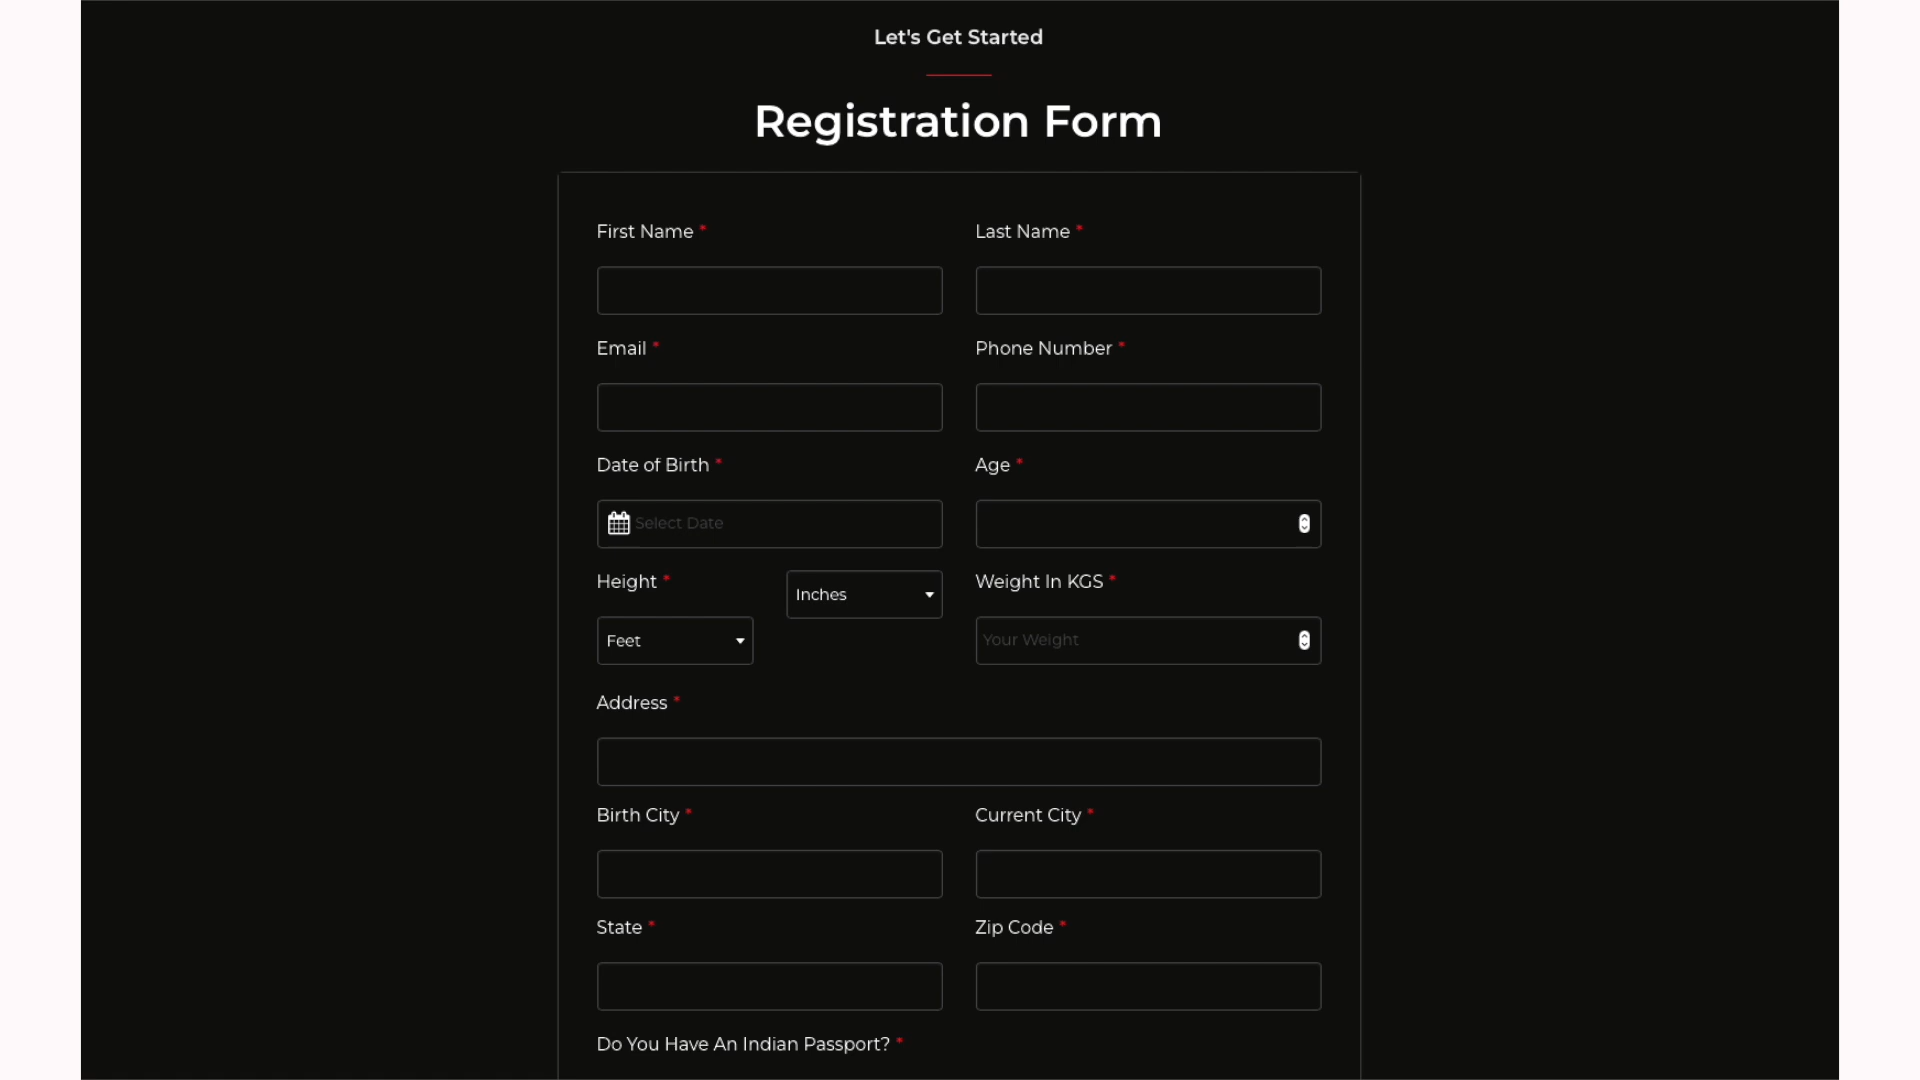 Let's Get Started
Registration Form
First Name *
Last Name *
Email *
Phone Number *
Date of Birth *
Age *
Select Date
Height *
Inches
Weight In KGS *
Feet
Your Weight
Address *
Birth City *
Current City *
State *
Zip Code *
Do You Have An Indian Passport? *